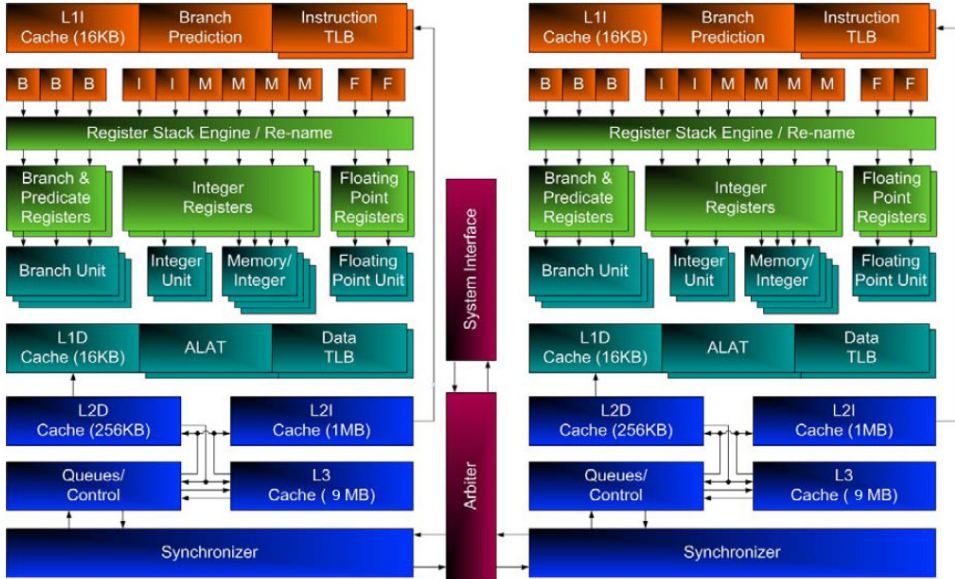 L1I
Cache (16KB)
Branch
Prediction
Instruction
TLB
B
B
B
I
I
M
M
M
M
F
F
Register Stack Engine / Re-name
Branch &
Predicate
Registers
Integer
Registers
Floating
Point
Registers
Branch Unit
Integer
Unit
Memory/
Integer
Floating
Point Unit
L1D
Cache (16KB)
ALAT
Data
TLB
L2D
Cache (256KB)
L2I
Cache (1MB)
Queues/
Control
L3
Cache ( 9 MB)
Synchronizer
System Interface
Arbiter
L1I
Cache (16KB)
Branch
Prediction
Instruction
TLB
B
B
B
I
I
M
M
M
M
F
F
Register Stack Engine / Re-name
Branch &
Predicate
Registers
Integer
Registers
Floating
Point
Registers
Branch Unit
Integer
Unit
Memory/
Integer
Floating
Point Unit
L1D
Cache (16KB)
ALAT
Data
TLB
L2D
Cache (256KB)
L2I
Cache (1MB)
Queues/
Control
L3
Cache ( 9 MB)
Synchronizer